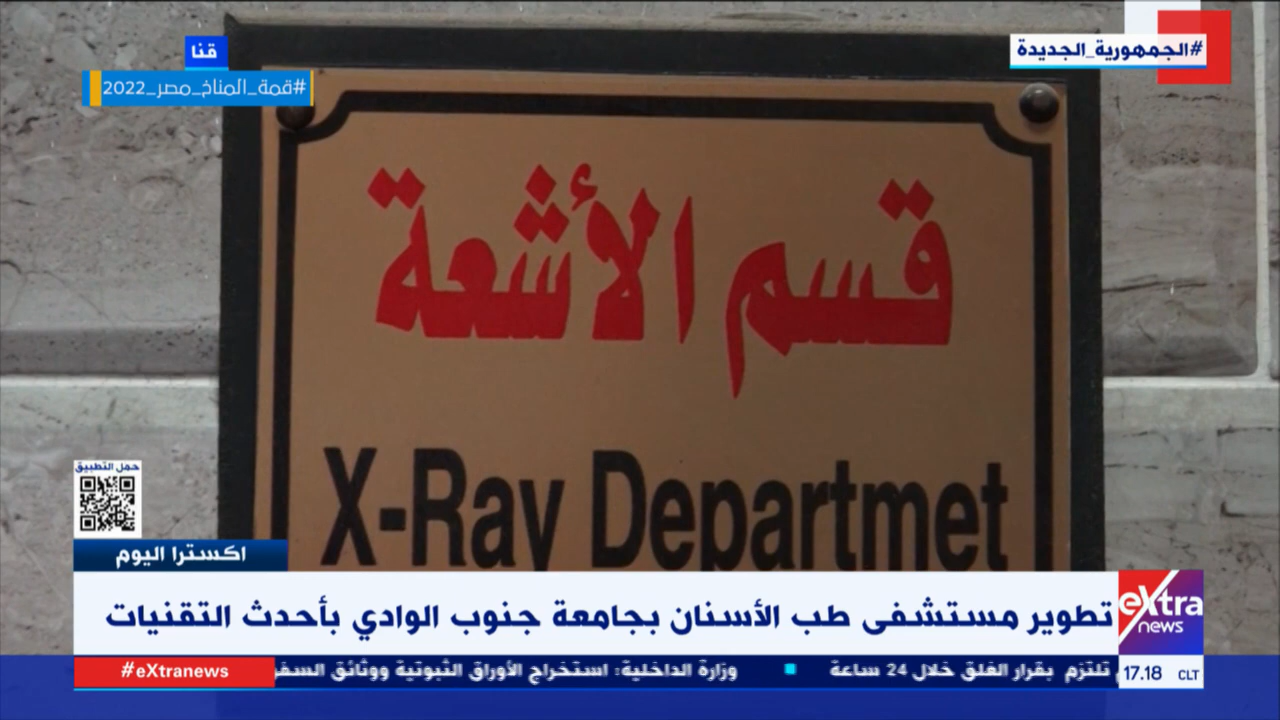 #الجمهورية_الجديدة
قنا
#قمة_المناخ_مصر_2022
قسم الأشعة
X-Ray Departmet
حمل التطبيق
اكسترا اليوم
تطوير مستشفى طب الأسنان بجامعة جنوب الوادي بأحدث التقنيات
eXtra
news
تلتزم بقرار الغلق خلال 24 ساعة
وزارة الداخلية: استخراج الأوراق الثبوتية ووثائق
#eXtranews
17.18 CLT